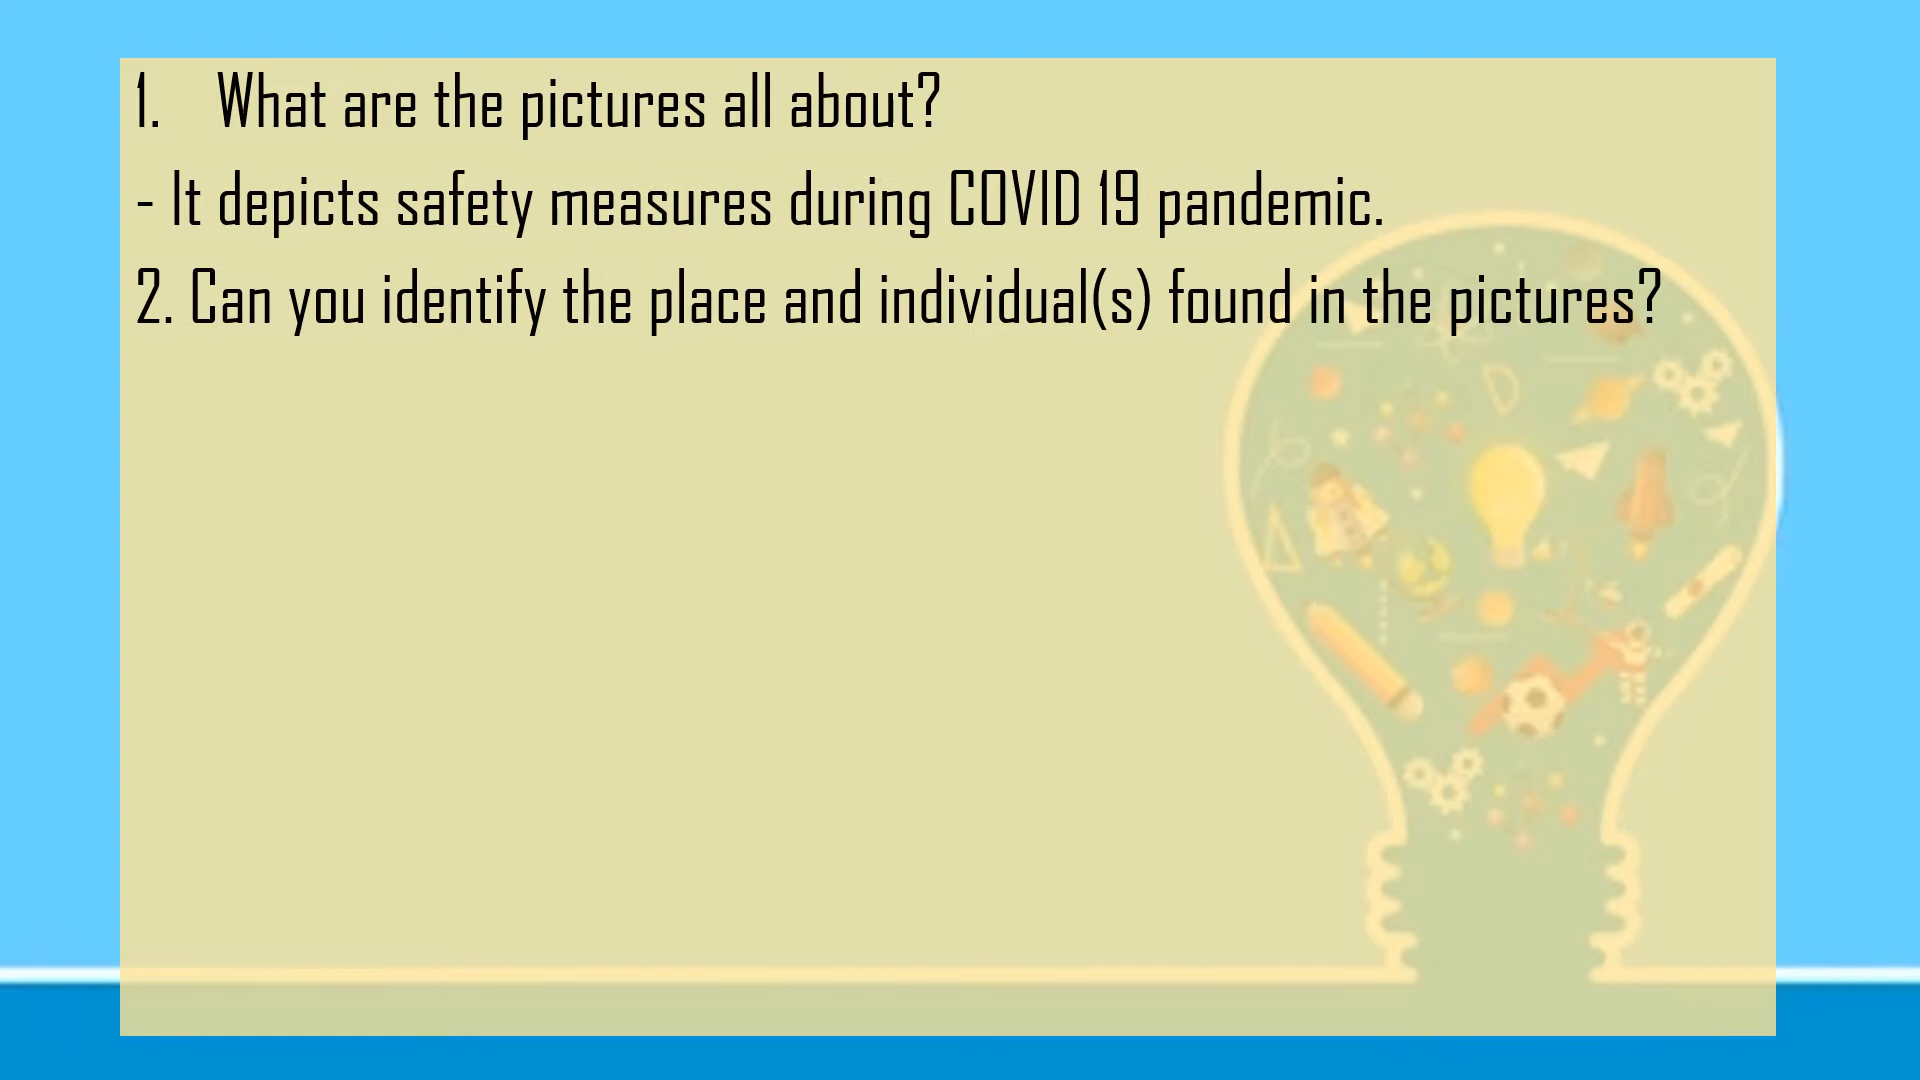 1. What are the pictures all about?
- It depicts safety measures during COVID 19 pandemic.
2. Can you identify the place and individual(s) found in the pictures?